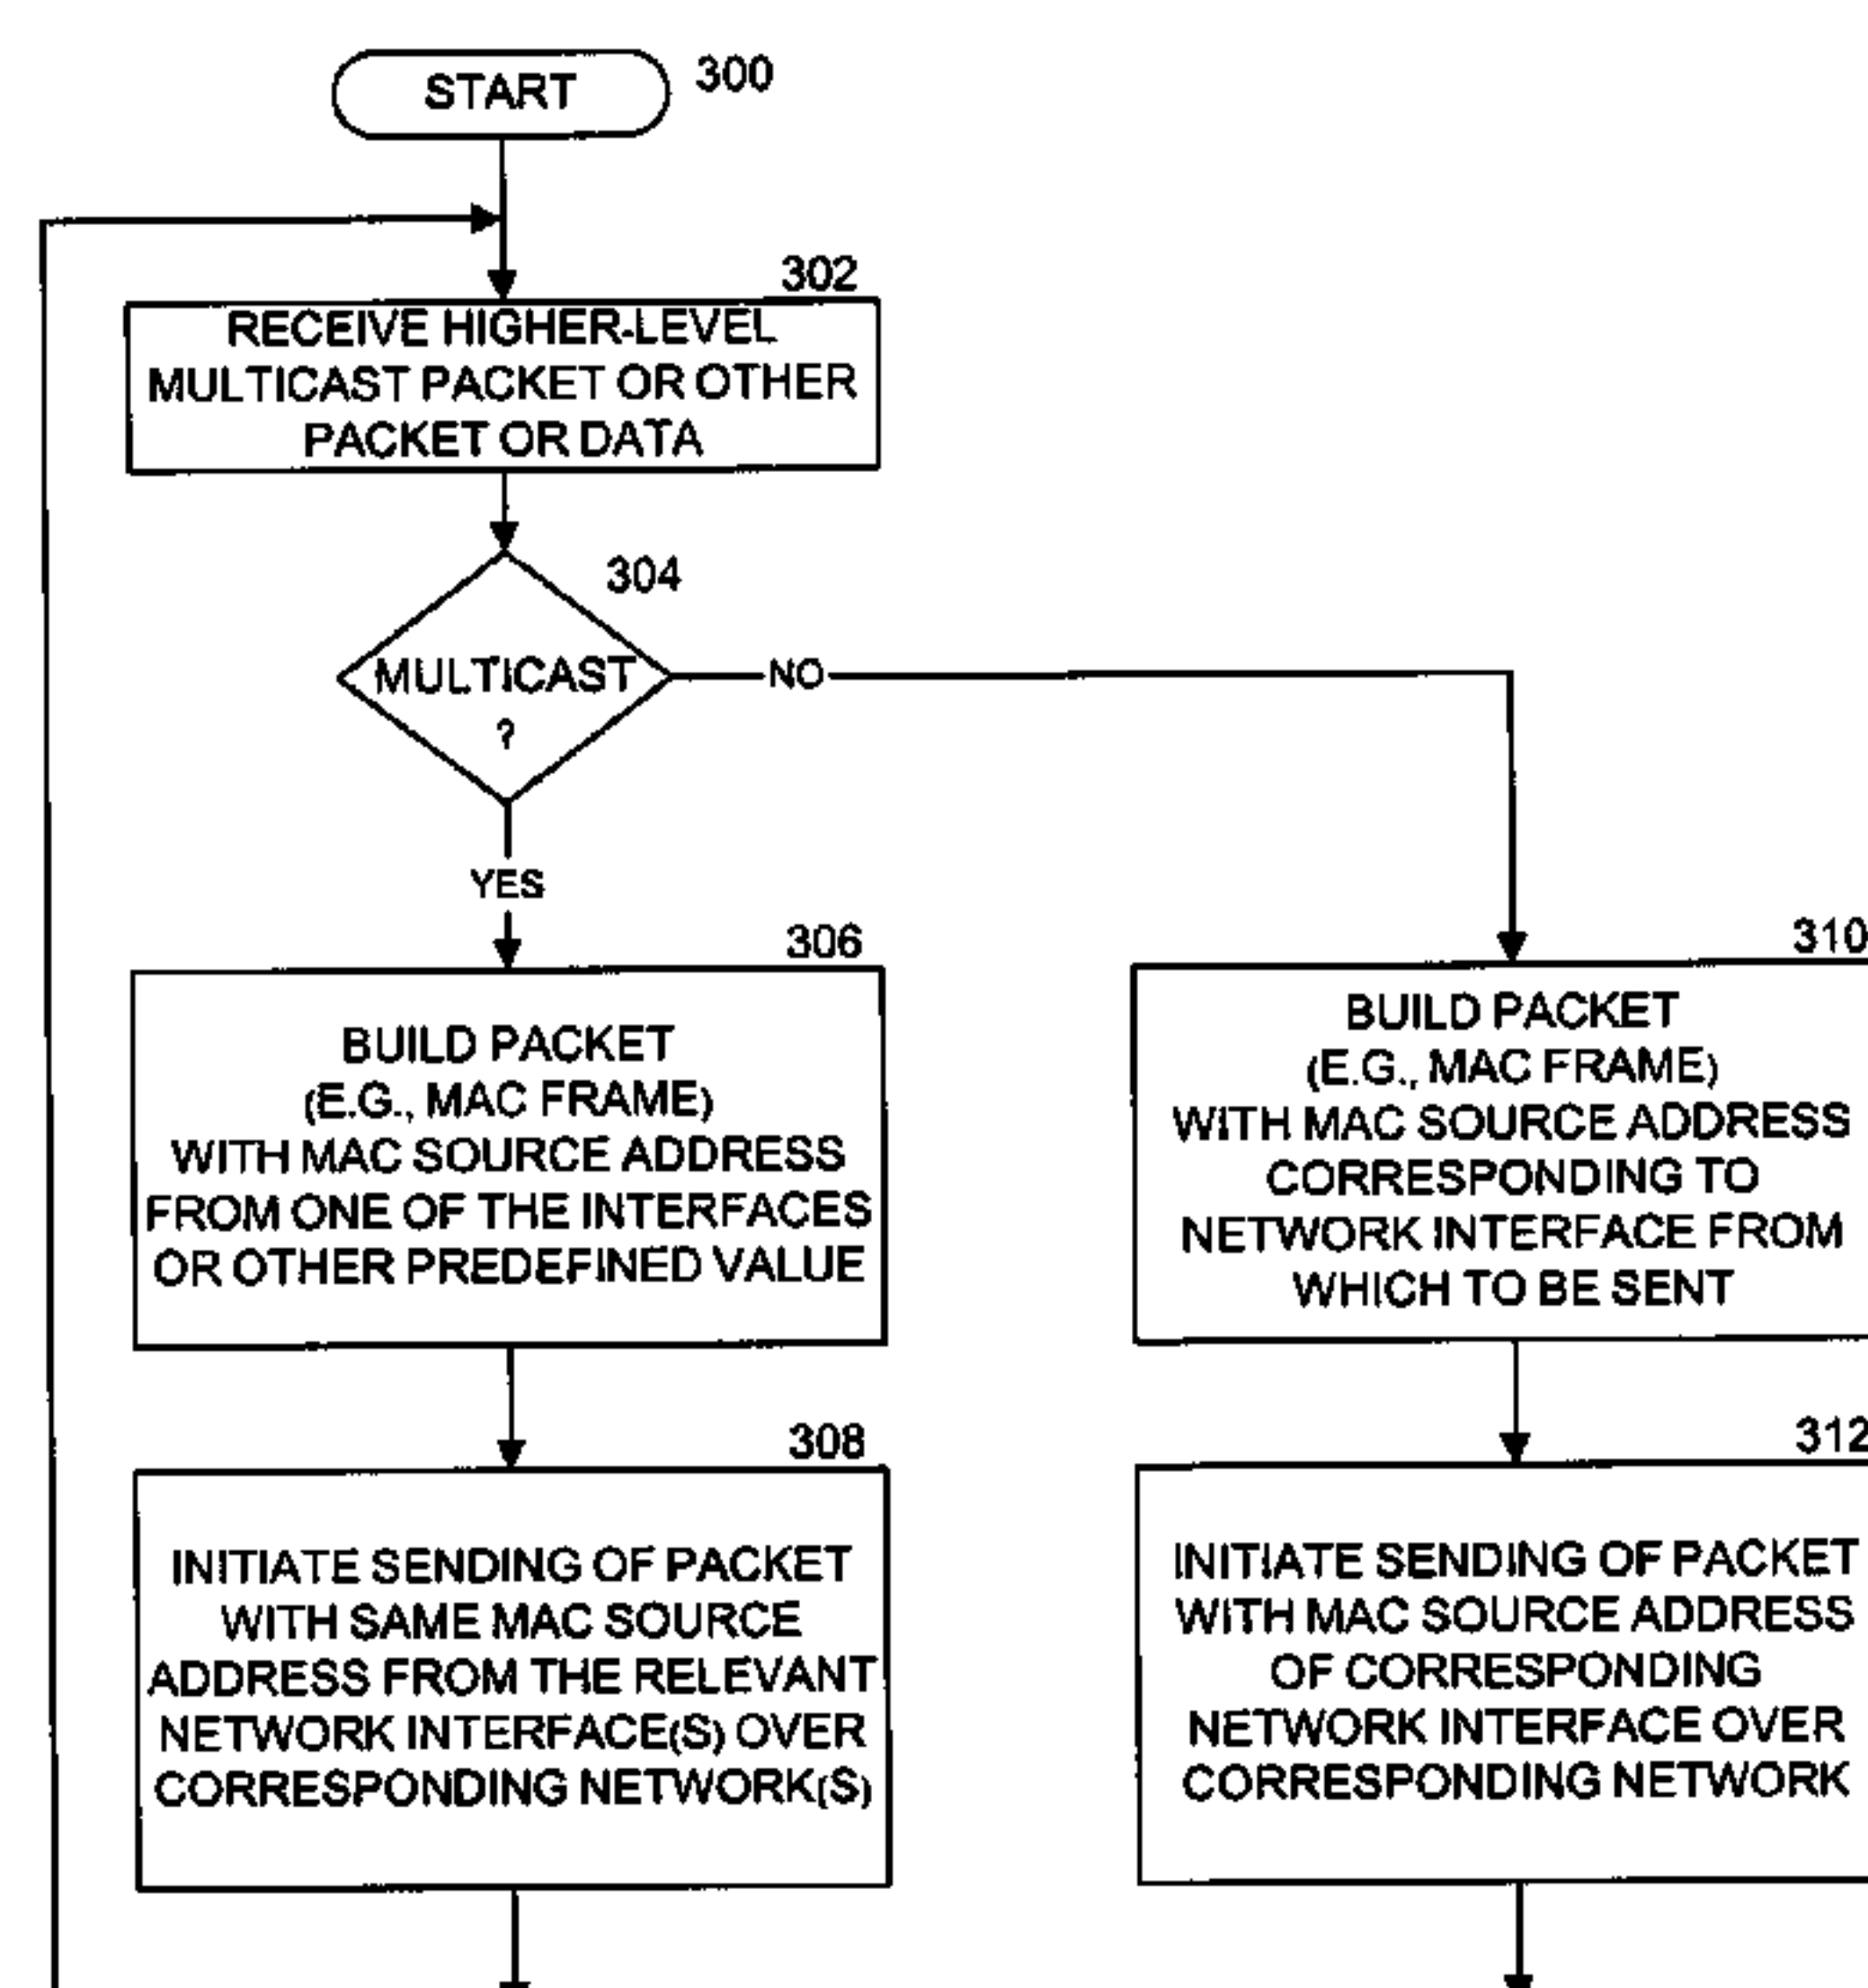 START
300
302
RECEIVE HIGHER-LEVEL
MULTICAST PACKET OR OTHER
PACKET OR DATA
304
MULTICAST
?
NO
YES
306
BUILD PACKET
(E.G., MAC FRAME)
WITH MAC SOURCE ADDRESS
FROM ONE OF THE INTERFACES
OR OTHER PREDEFINED VALUE
310
BUILD PACKET
(E.G., MAC FRAME)
WITH MAC SOURCE ADDRESS
CORRESPONDING TO
NETWORK INTERFACE FROM
WHICH TO BE SENT
308
INITIATE SENDING OF PACKET
WITH SAME MAC SOURCE
ADDRESS FROM THE RELEVANT
NETWORK INTERFACE(S) OVER
CORRESPONDING NETWORK(S)
312
INITIATE SENDING OF PACKET
WITH MAC SOURCE ADDRESS
OF CORRESPONDING
NETWORK INTERFACE OVER
CORRESPONDING NETWORK